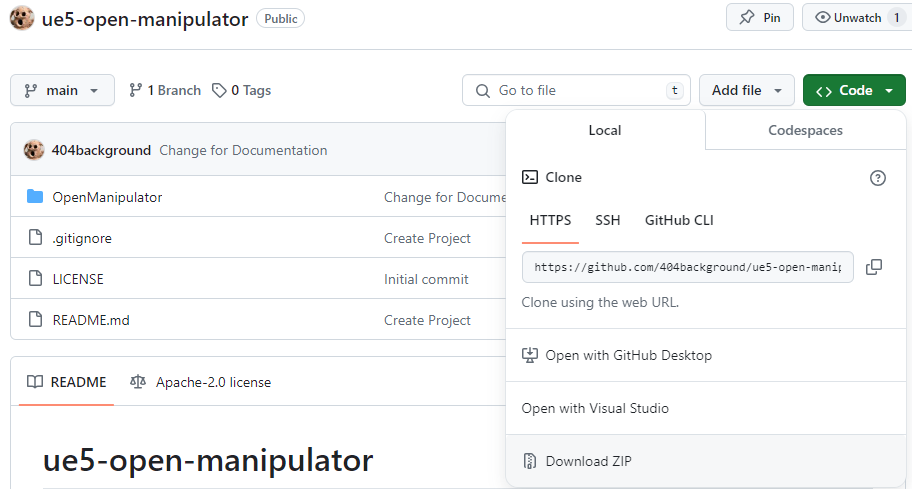 ue5-open-manipulator Public Pin Unwatch 1
main 1 Branch 0 Tags Go to file t Add file Code
Local Codespaces
404background Change for Documentation
Clone
OpenManipulator Change for Docume
HTTPS SSH GitHub CLI
.gitignore Create Project
https://github.com/404background/ue5-open-manip
LICENSE Initial commit
Clone using the web URL.
README.md Create Project
Open with GitHub Desktop
README Apache-2.0 license
Open with Visual Studio
ue5-open-manipulator
Download ZIP